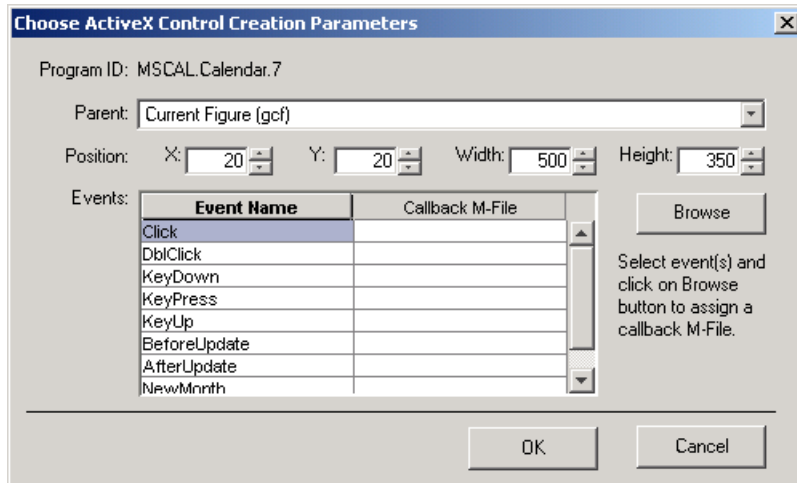 Choose ActiveX Control Creation Parameters
Program ID: MSCAL.Calendar.7
Parent: Current Figure (gcf)
Position: X: 20 Y: 20 Width: 500 Height: 350
Events: Event Name Callback M-File Browse
Click
DblClick
KeyDown
KeyPress
KeyUp
BeforeUpdate
AfterUpdate
NewMonth
Select event(s) and
click on Browse
button to assign a
callback M-File.
OK Cancel